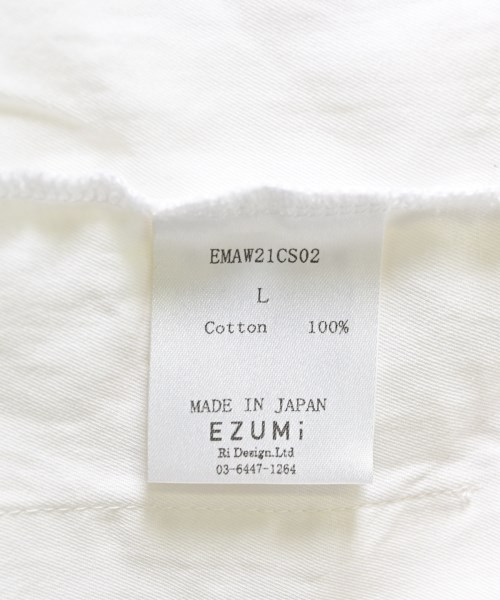 EMAW21CS02
L
Cotton 100%
MADE IN JAPAN
EZUMi
Ri Design.Ltd
03-6447-1264